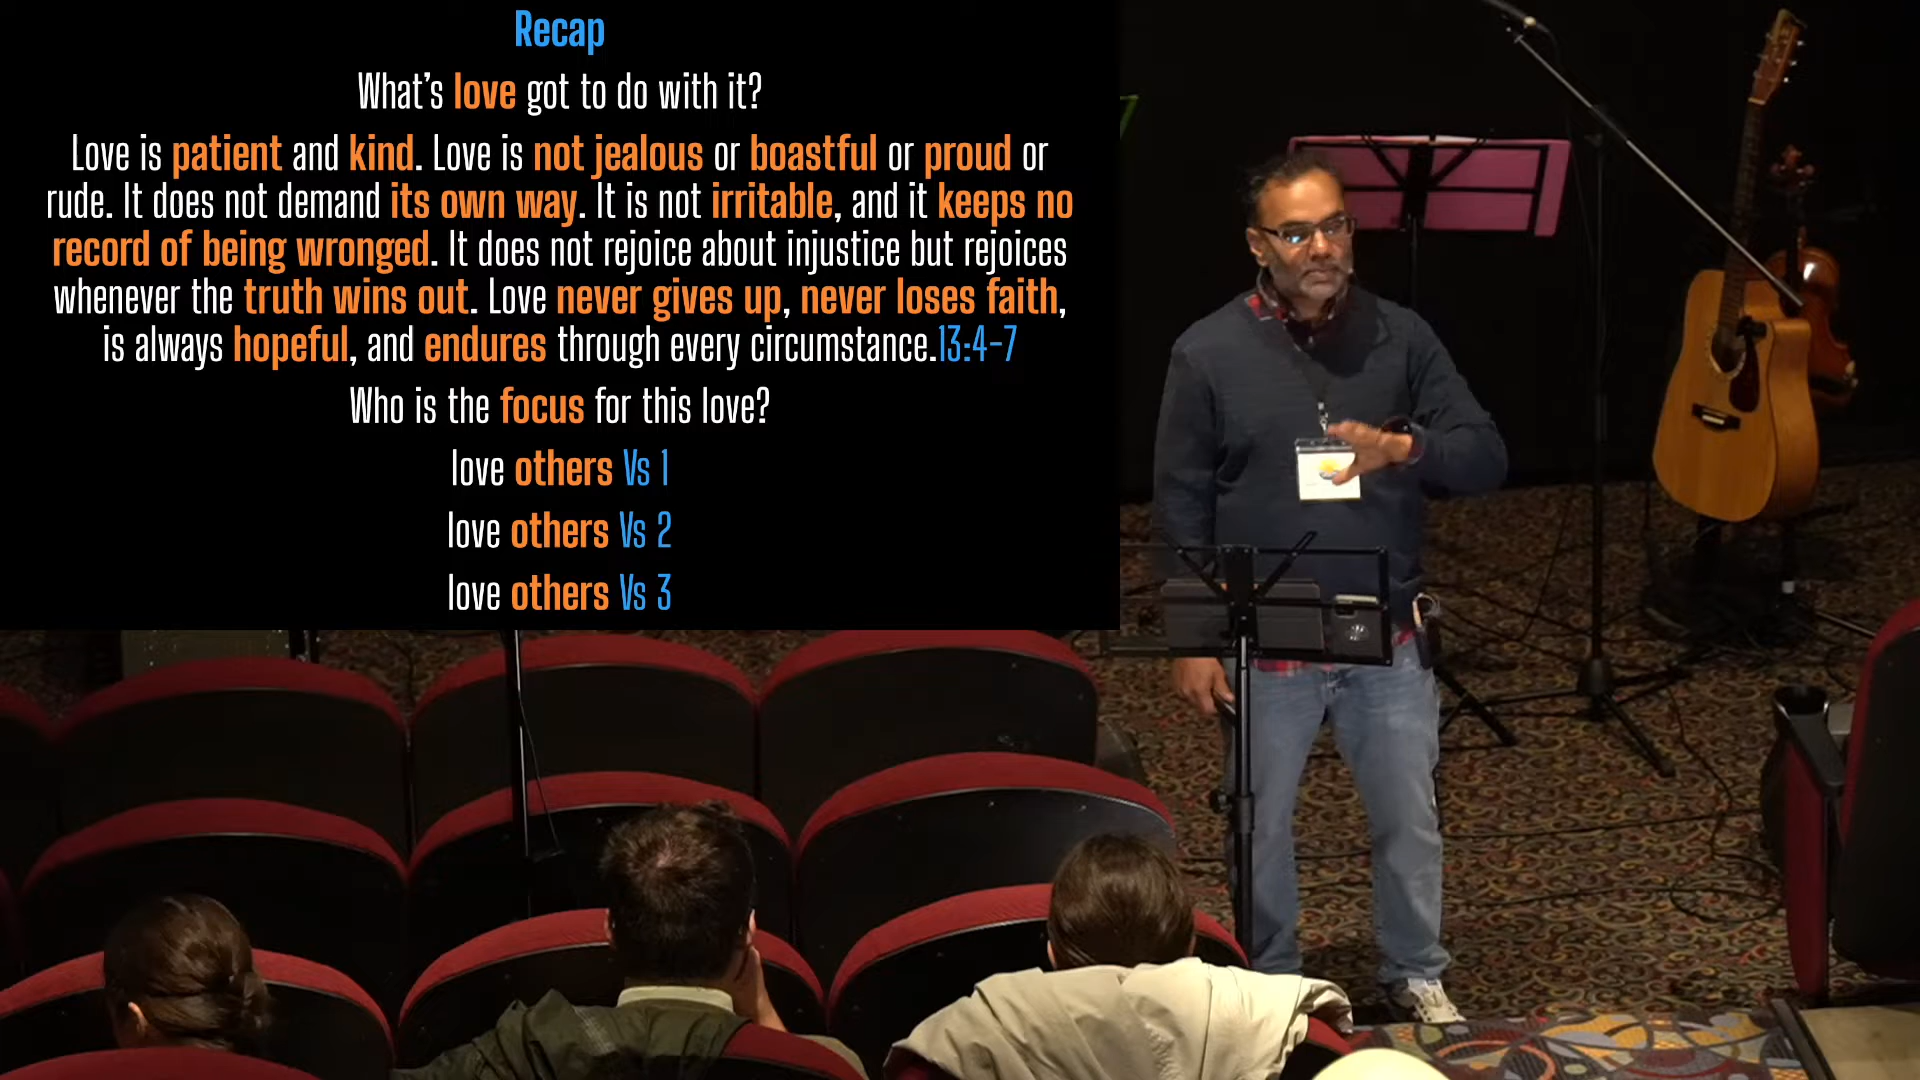 Recap
What's love got to do with it?
Love is patient and kind. Love is not jealous or boastful or proud or
rude. It does not demand its own way. It is not irritable, and it keeps no
record of being wronged. It does not rejoice about injustice but rejoices
whenever the truth wins out. Love never gives up, never loses faith,
is always hopeful, and endures through every circumstance.13:4-7
Who is the focus for this love?
love others Vs 1
love others Vs 2
love others Vs 3